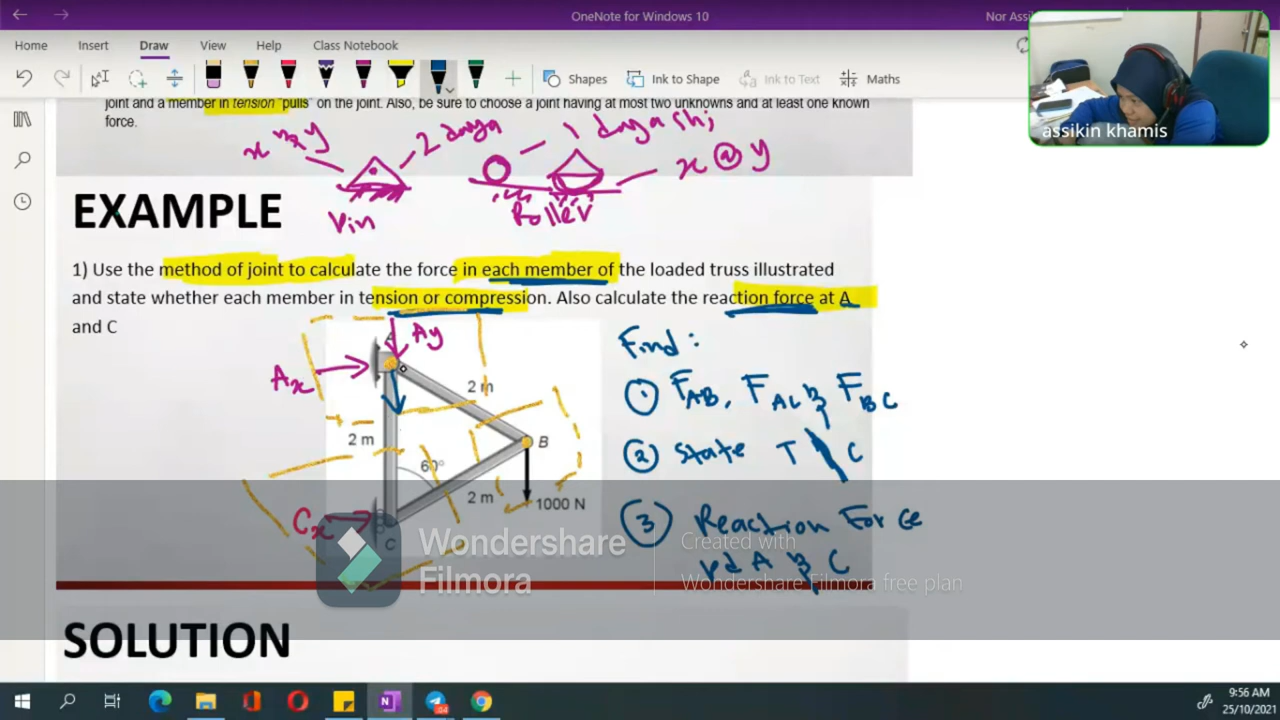 OneNote for Windows 10
Nor Assi
Home Insert Draw View Help Class Notebook
Shapes Ink to Shape Ink to Text Maths
joint and a member in tension "pulls" on the joint. Also, be sure to choose a joint having at most two unknowns and at least one known
force.
assikin khamis
x & y 2 daya 1 daya shj
x @ y
Pin Roller
EXAMPLE
1) Use the method of joint to calculate the force in each member of the loaded truss illustrated
and state whether each member in tension or compression. Also calculate the reaction force at A
and C
Ay
Ax
2 m
2 m
60°
B
2 m
1000 N
Cx
C
Find :
① FAB, FAC & FBC
② State T \ C
③ Reaction Force
pd A & C
Wondershare
Filmora
Created with
Wondershare Filmora free plan
SOLUTION
9:56 AM
25/10/2021